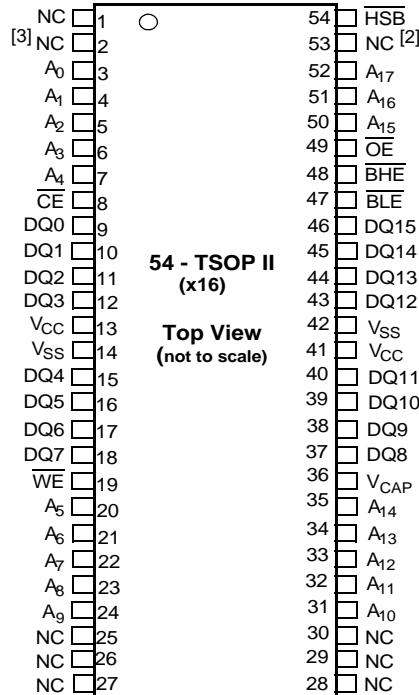 NC 1 54 HSB
[3] NC 2 53 NC [2]
A0 3 52 A17
A1 4 51 A16
A2 5 50 A15
A3 6 49 OE
A4 7 48 BHE
CE 8 47 BLE
DQ0 9 46 DQ15
DQ1 10 45 DQ14
DQ2 11 54 - TSOP II 44 DQ13
DQ3 12 (x16) 43 DQ12
VCC 13 42 VSS
VSS 14 Top View 41 VCC
DQ4 15 (not to scale) 40 DQ11
DQ5 16 39 DQ10
DQ6 17 38 DQ9
DQ7 18 37 DQ8
WE 19 36 VCAP
A5 20 35 A14
A6 21 34 A13
A7 22 33 A12
A8 23 32 A11
A9 24 31 A10
NC 25 30 NC
NC 26 29 NC
NC 27 28 NC